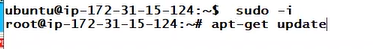 ubuntu@ip-172-31-15-124:~$  sudo -i
root@ip-172-31-15-124:~# apt-get update